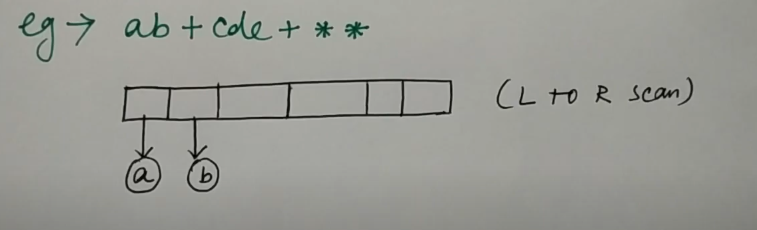 eg → ab + cde + * *
(L to R scan)
a b